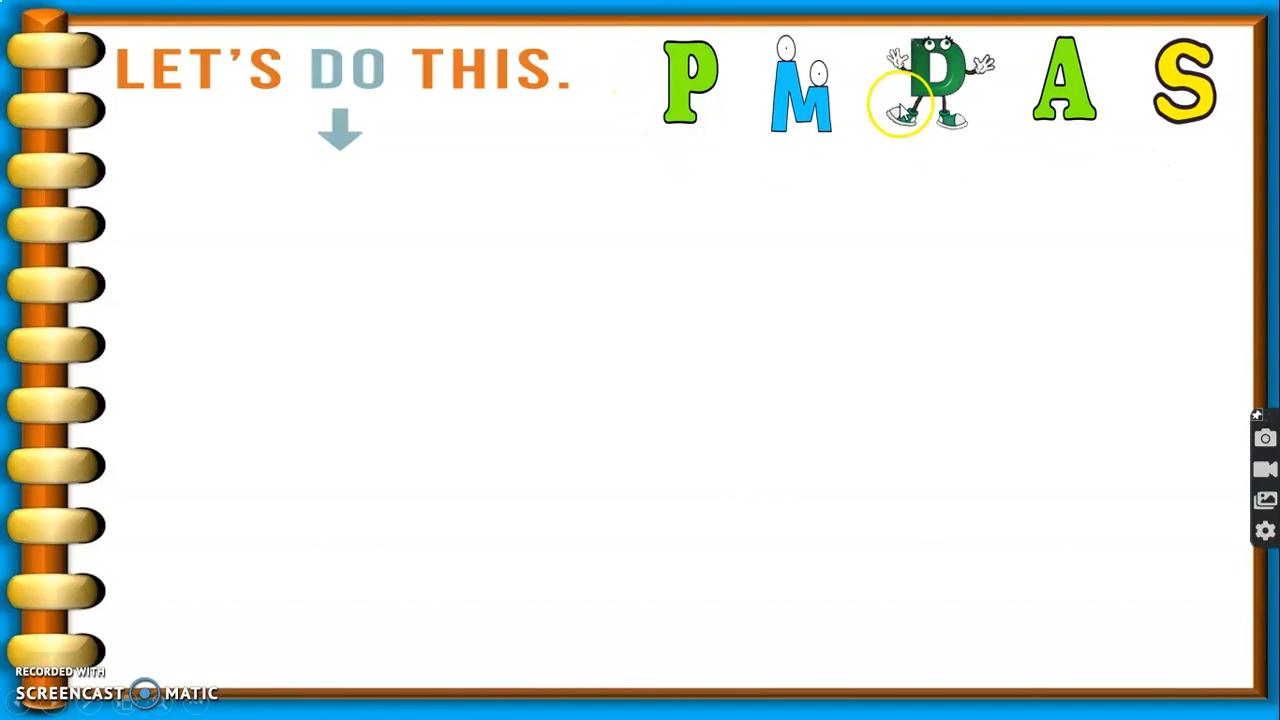 LET'S DO THIS.
P M D A S
RECORDED WITH
SCREENCAST MATIC